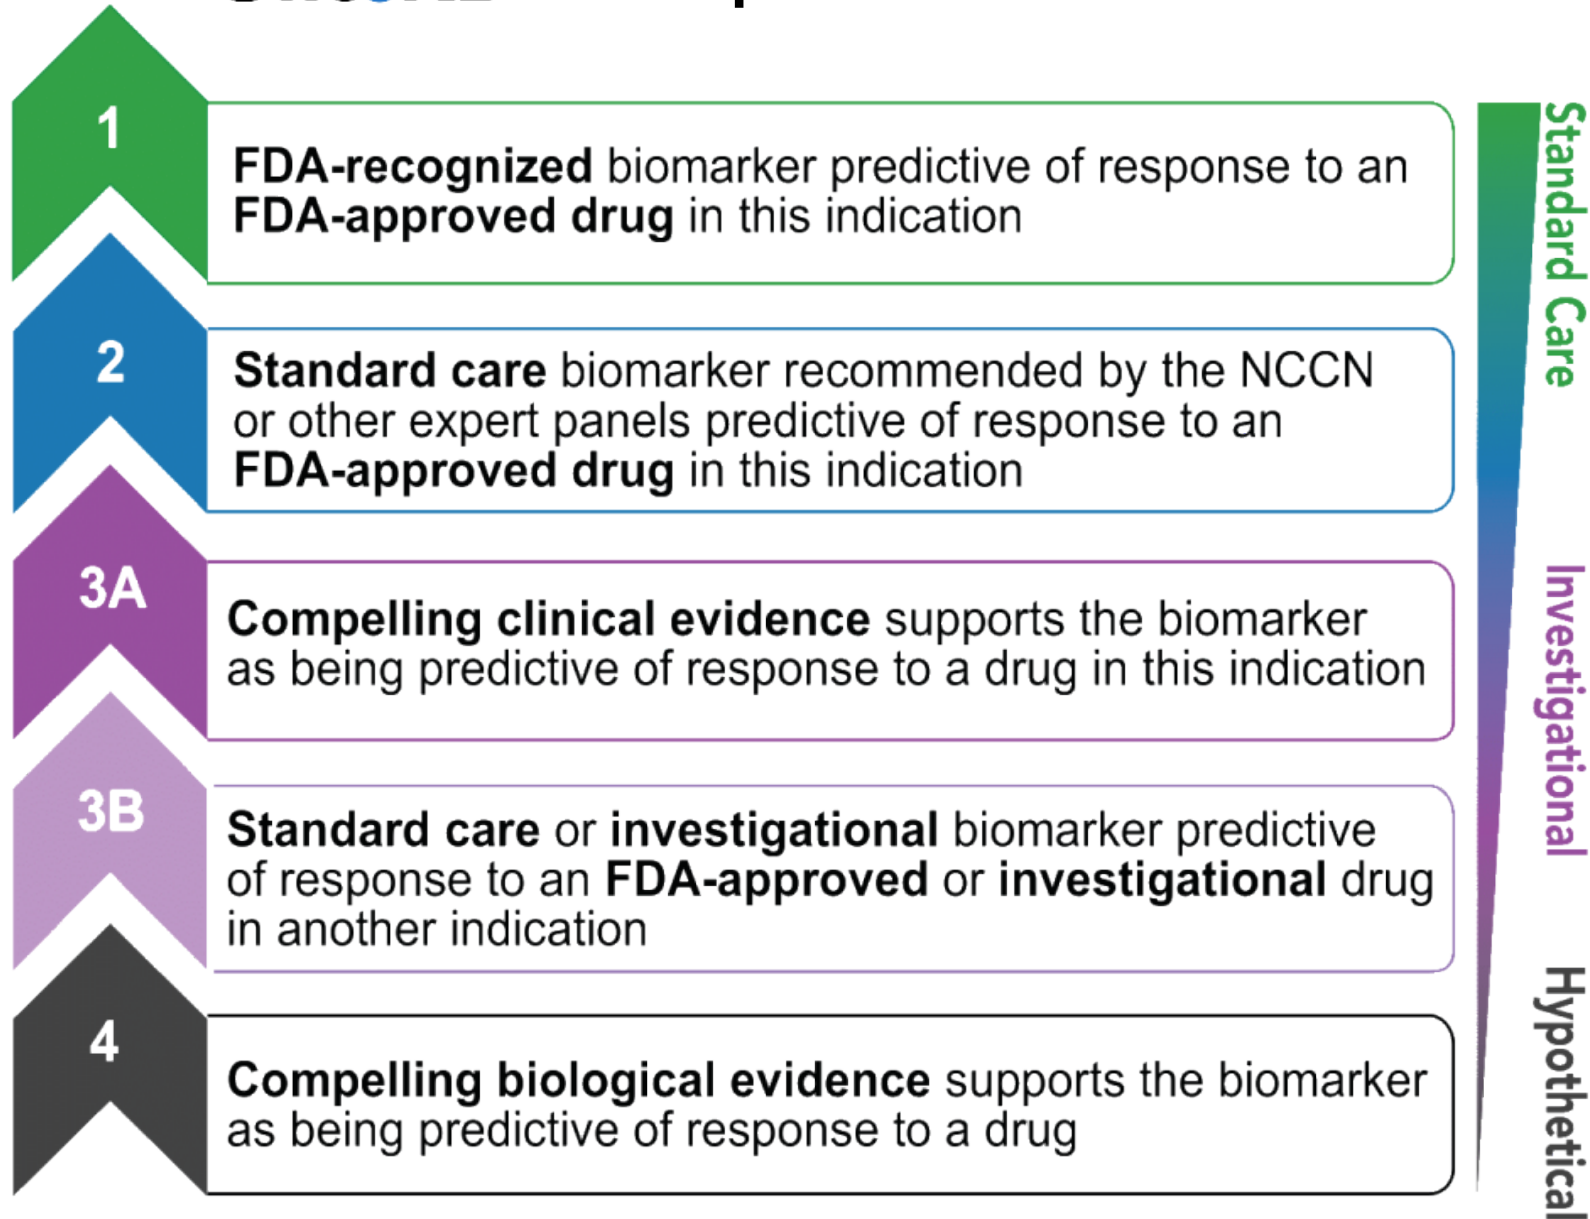 1
FDA-recognized biomarker predictive of response to an
FDA-approved drug in this indication
2
Standard care biomarker recommended by the NCCN
or other expert panels predictive of response to an
FDA-approved drug in this indication
3A
Compelling clinical evidence supports the biomarker
as being predictive of response to a drug in this indication
3B
Standard care or investigational biomarker predictive
of response to an FDA-approved or investigational drug
in another indication
4
Compelling biological evidence supports the biomarker
as being predictive of response to a drug
Standard Care
Investigational
Hypothetical